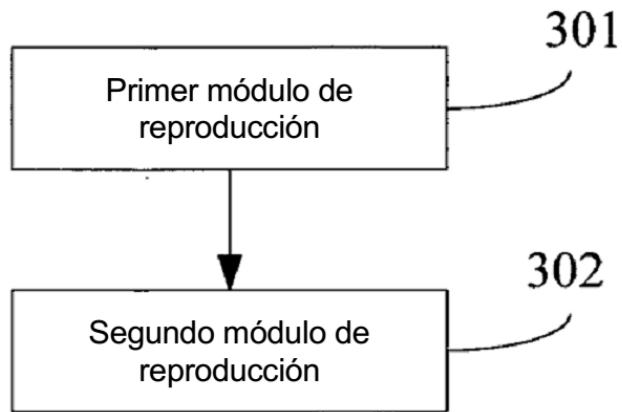 301
Primer módulo de
reproducción
302
Segundo módulo de
reproducción